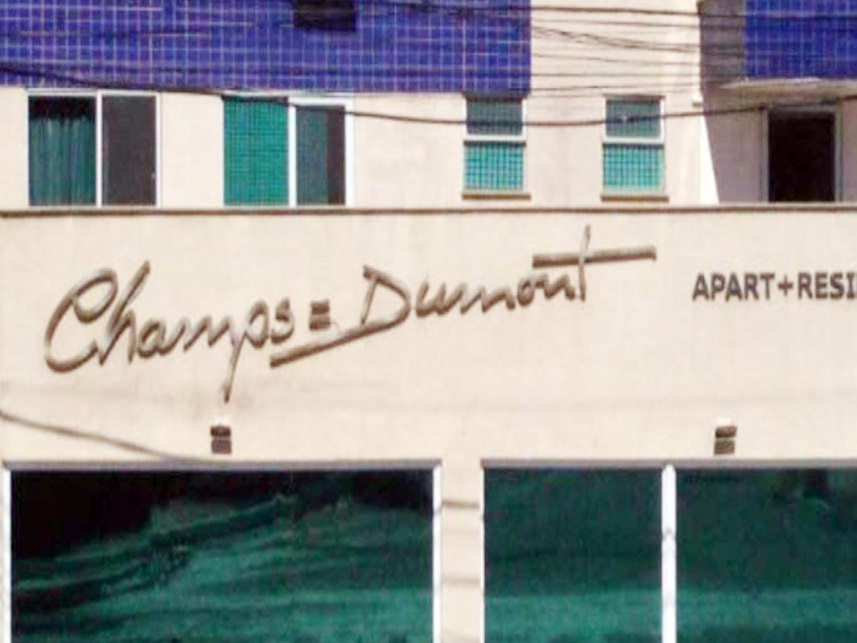 Champs = Dumont
APART+RESI